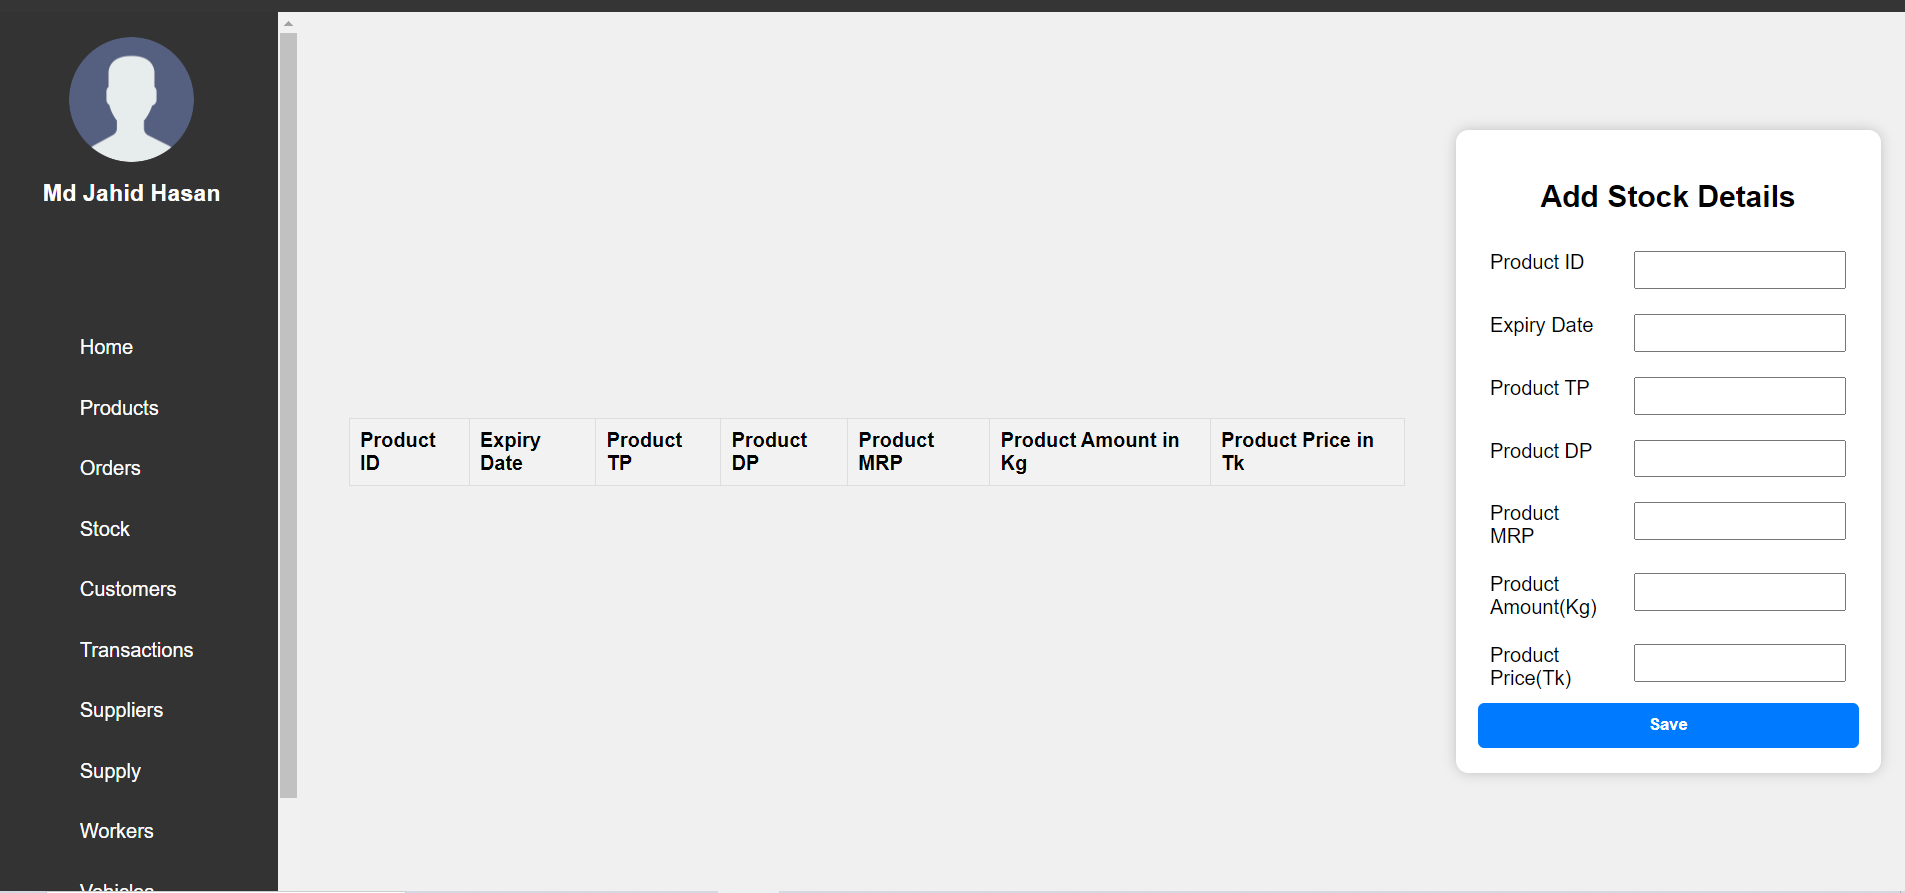 Md Jahid Hasan
Home
Products
Orders
Stock
Customers
Transactions
Suppliers
Supply
Workers
Vehicles
Product
ID
Expiry
Date
Product
TP
Product
DP
Product
MRP
Product Amount in
Kg
Product Price in
Tk
Add Stock Details
Product ID
Expiry Date
Product TP
Product DP
Product
MRP
Product
Amount(Kg)
Product
Price(Tk)
Save